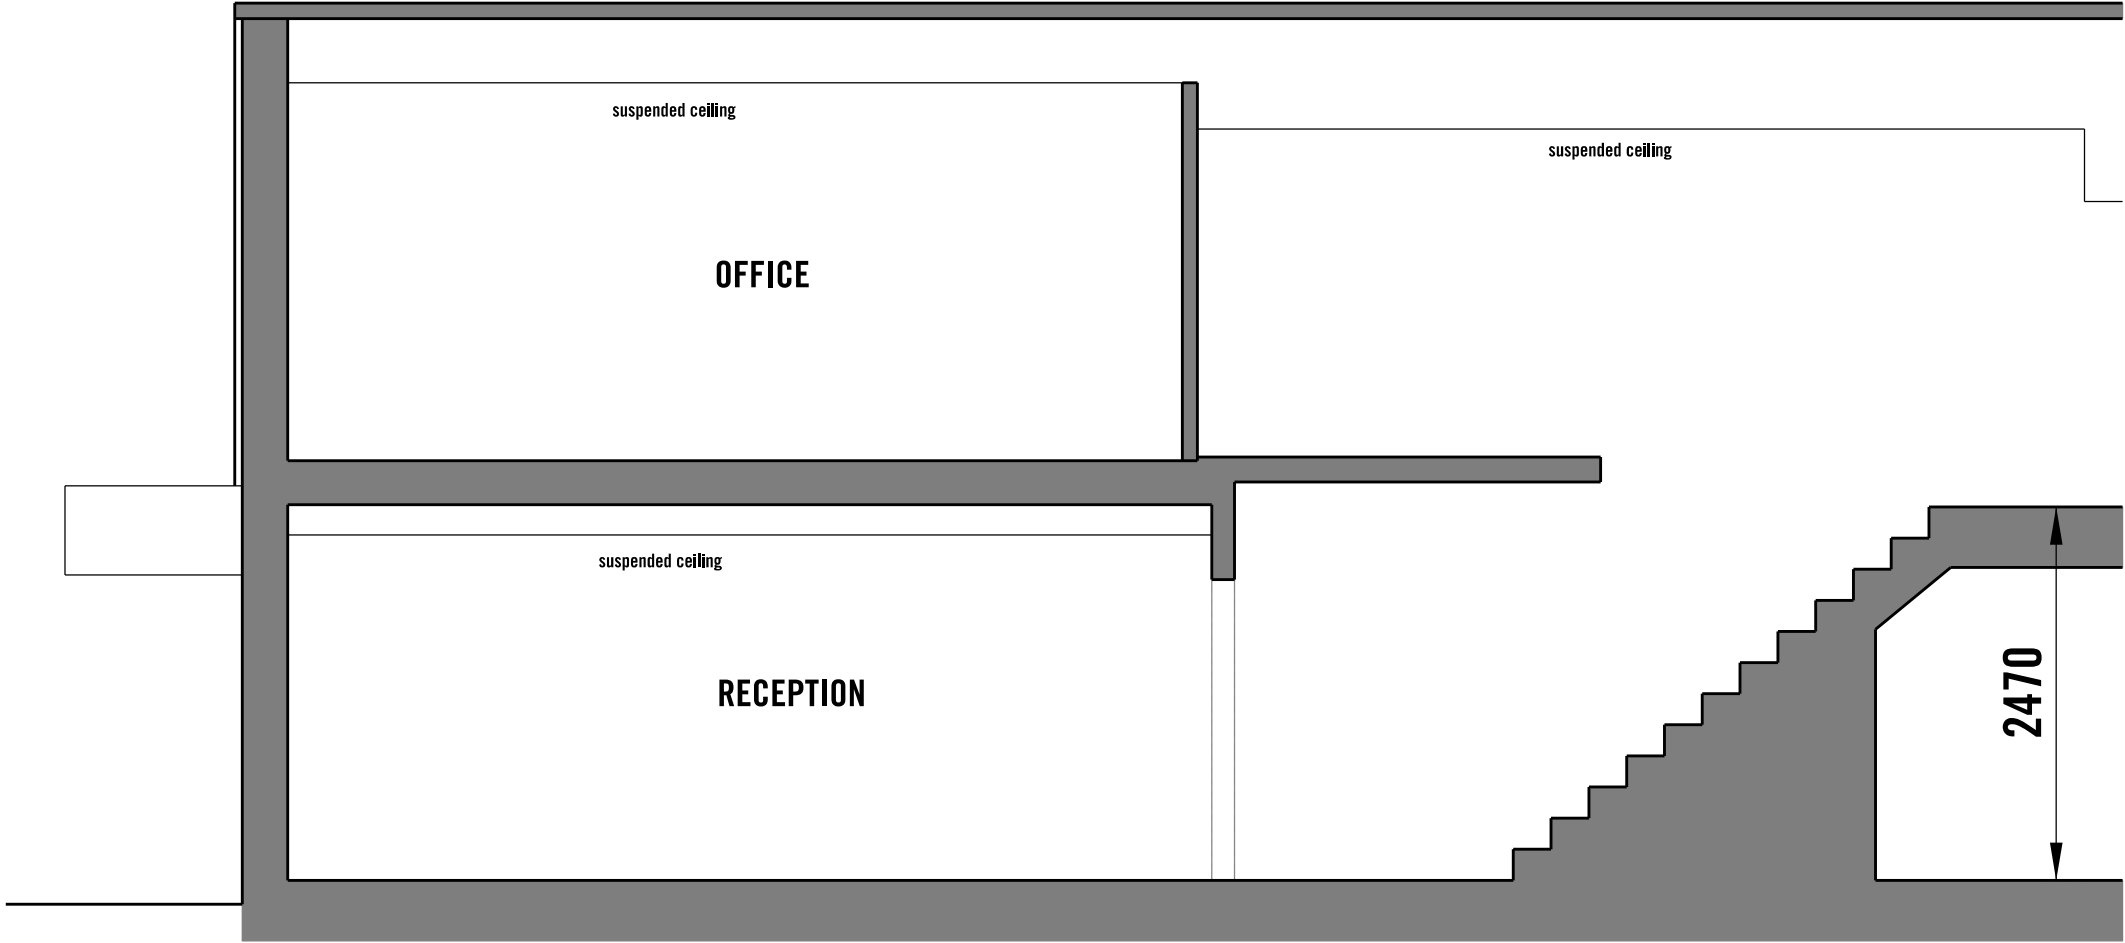 suspended ceiling
suspended ceiling
OFFICE
suspended ceiling
RECEPTION
2470